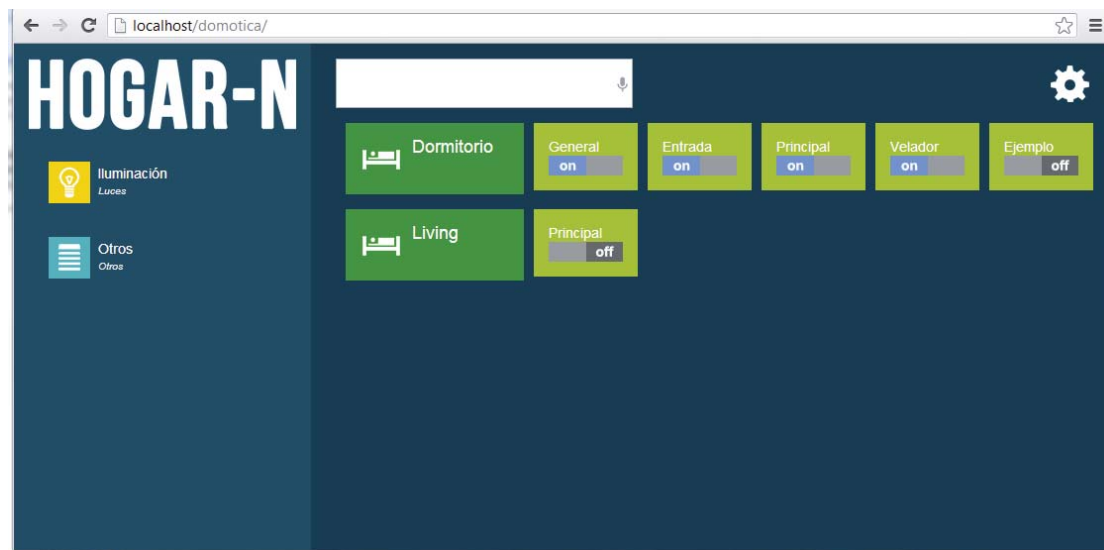 localhost/domotica/
HOGAR-N
Iluminación
Luces
Otros
Otros
Dormitorio
General
on
Entrada
on
Principal
on
Velador
on
Ejemplo
off
Living
Principal
off